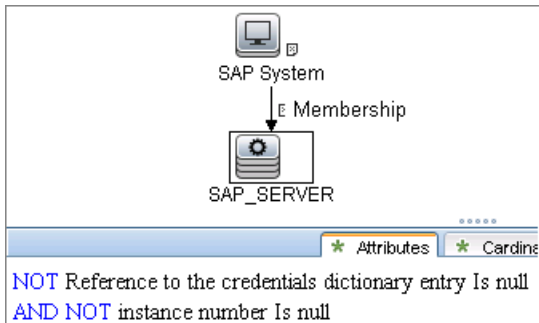 SAP System
Membership
SAP_SERVER
Attributes
NOT Reference to the credentials dictionary entry Is null
AND NOT instance number Is null